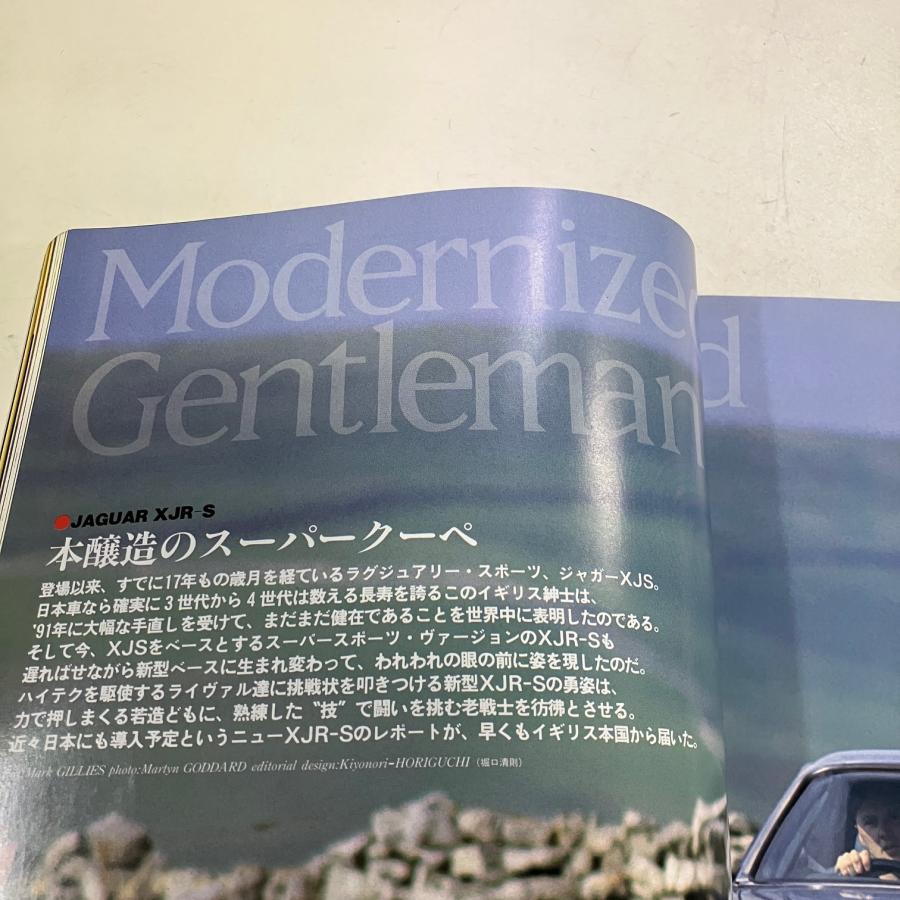 Modernized
Gentleman
●JAGUAR XJR-S
本醸造のスーパークーペ
登場以来、すでに17年もの歳月を経ているラグジュアリー・スポーツ、ジャガーXJS。
日本車なら確実に3世代から4世代は数える長寿を誇るこのイギリス紳士は、
'91年に大幅な手直しを受けて、まだまだ健在であることを世界中に表明したのである。
そして今、XJSをベースとするスーパースポーツ・ヴァージョンのXJR-Sも
遅ればせながら新型ベースに生まれ変わって、われわれの眼の前に姿を現したのだ。
ハイテクを駆使するライヴァル達に挑戦状を叩きつける新型XJR-Sの勇姿は、
力で押しまくる若造どもに、熟練した〝技〟で闘いを挑む老戦士を彷彿とさせる。
近々日本にも導入予定というニューXJR-Sのレポートが、早くもイギリス本国から届いた。
Mark GILLIES photo:Martyn GODDARD editorial design:Kiyonori-HORIGUCHI（堀口清則）